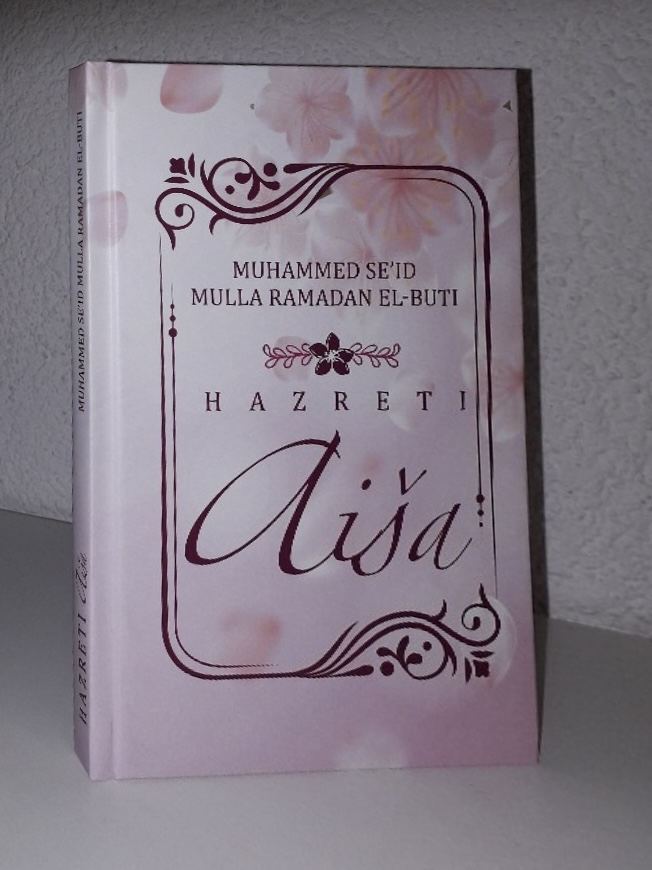 MUHAMMED SE'ID
MULLA RAMADAN EL-BUTI
HAZRETI
Aiša
MUHAMMED SE'ID MULLA RAMADAN EL-BUTI
HAZRETI Aiša